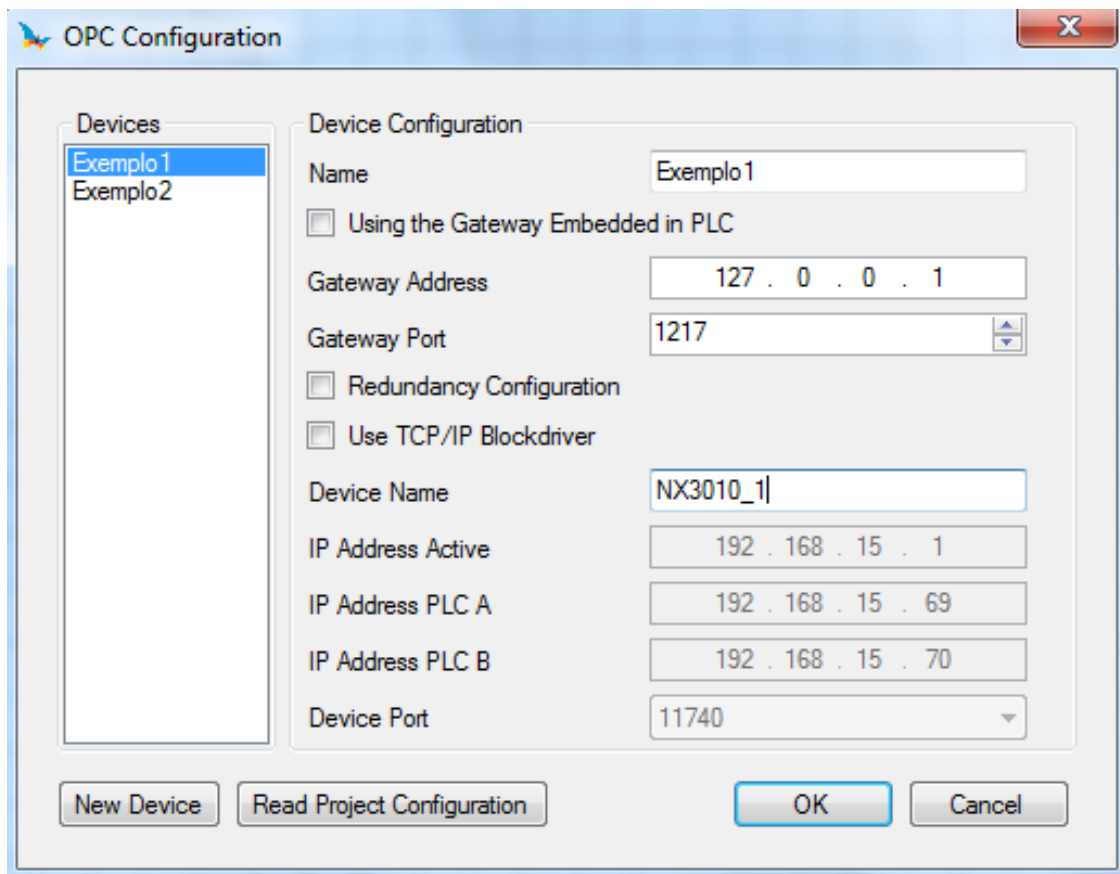 OPC Configuration
Devices
Exemplo1
Exemplo2
Device Configuration
Name Exemplo1
Using the Gateway Embedded in PLC
Gateway Address 127 . 0 . 0 . 1
Gateway Port 1217
Redundancy Configuration
Use TCP/IP Blockdriver
Device Name NX3010_1
IP Address Active 192 . 168 . 15 . 1
IP Address PLC A 192 . 168 . 15 . 69
IP Address PLC B 192 . 168 . 15 . 70
Device Port 11740
New Device Read Project Configuration OK Cancel